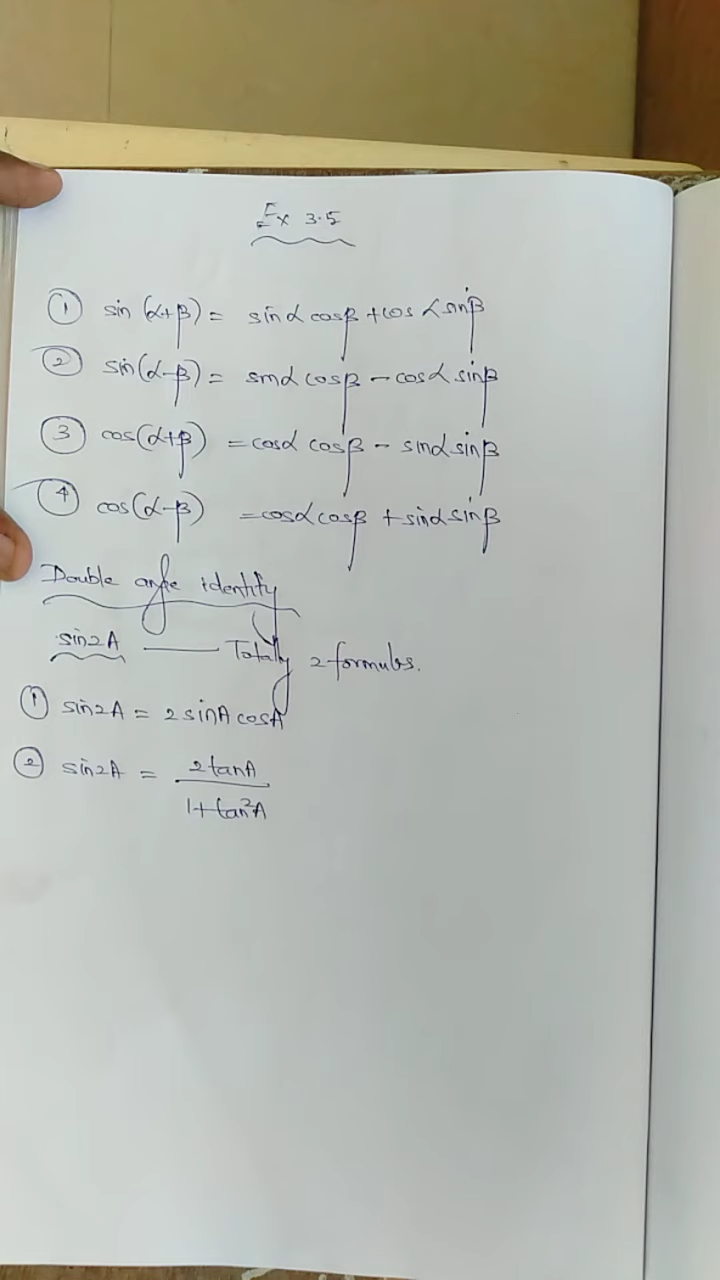 Ex 3.5
① sin (α+β) = sinα cosβ + cos α sinβ
② sin(α-β) = sinα cosβ - cosα sinβ
③ cos(α+β) = cosα cosβ - sinα sinβ
④ cos(α-β) = cosα cosβ + sinα sinβ
Double angle identity
sin2A —— Totally 2 formulas.
① sin2A = 2 sinA cosA
② sin2A = 2tanA / 1+tan²A